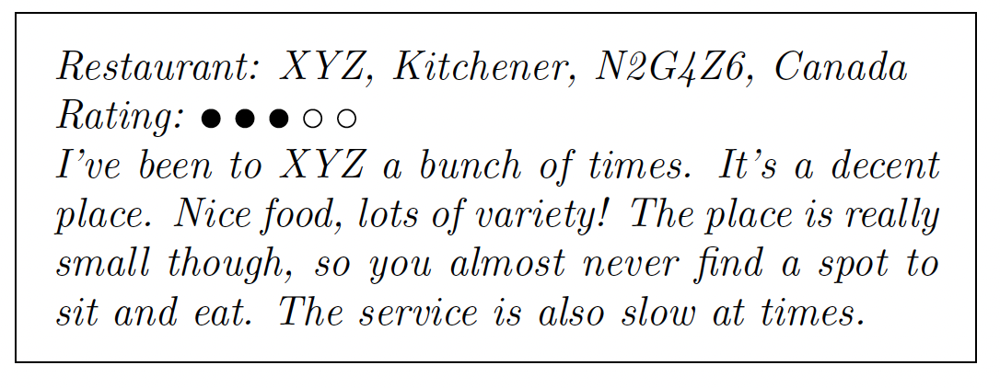 Restaurant: XYZ, Kitchener, N2G4Z6, Canada
Rating: ● ● ● ○ ○
I've been to XYZ a bunch of times. It's a decent
place. Nice food, lots of variety! The place is really
small though, so you almost never find a spot to
sit and eat. The service is also slow at times.